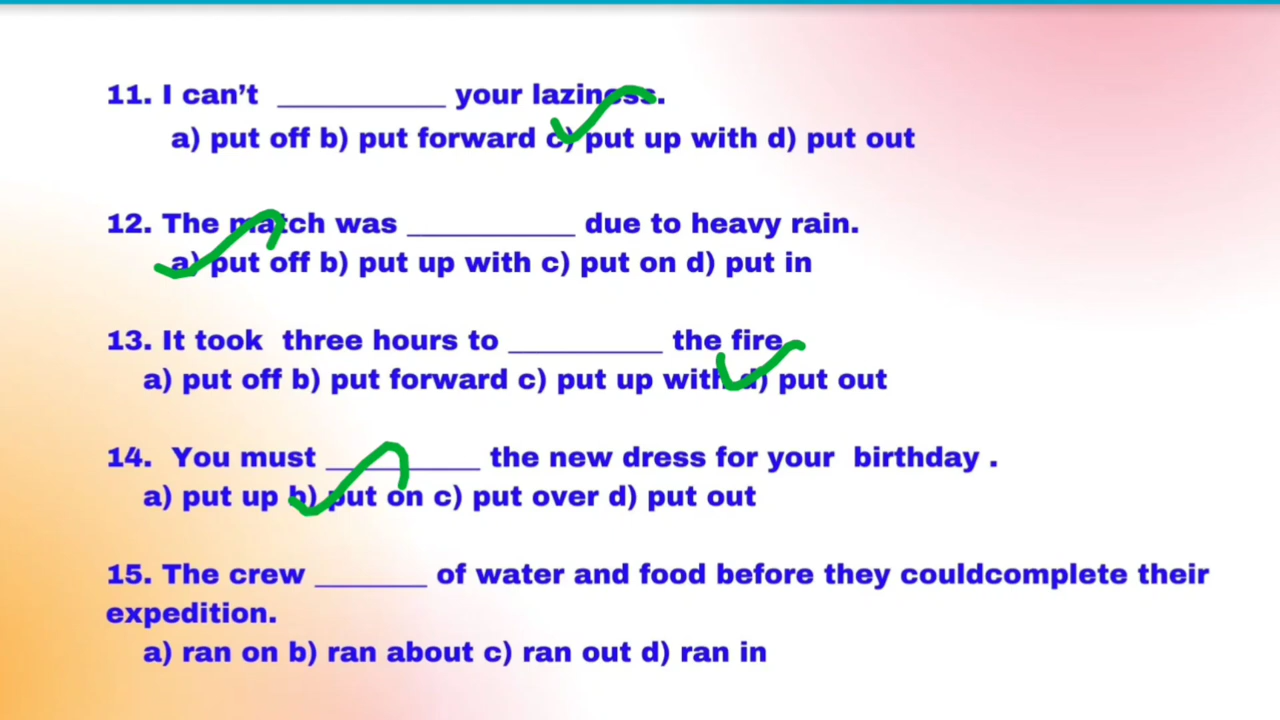 11. I can't __________ your laziness.
a) put off b) put forward c) put up with d) put out
12. The match was __________ due to heavy rain.
a) put off b) put up with c) put on d) put in
13. It took three hours to __________ the fire.
a) put off b) put forward c) put up with d) put out
14. You must __________ the new dress for your birthday .
a) put up b) put on c) put over d) put out
15. The crew _______ of water and food before they couldcomplete their
expedition.
a) ran on b) ran about c) ran out d) ran in